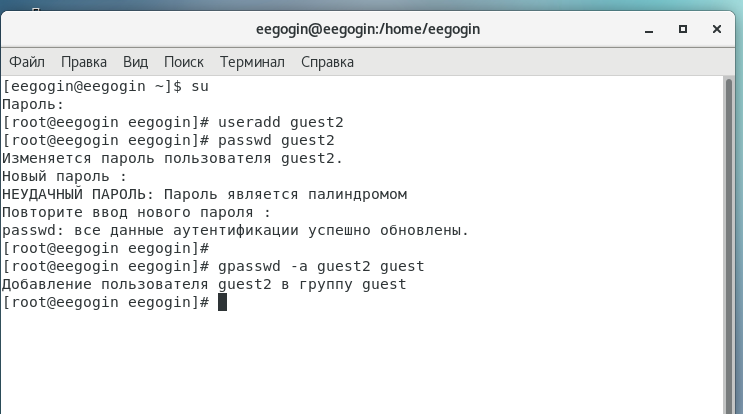 eegogin@eegogin:/home/eegogin
Файл Правка Вид Поиск Терминал Справка
[eegogin@eegogin ~]$ su
Пароль:
[root@eegogin eegogin]# useradd guest2
[root@eegogin eegogin]# passwd guest2
Изменяется пароль пользователя guest2.
Новый пароль :
НЕУДАЧНЫЙ ПАРОЛЬ: Пароль является палиндромом
Повторите ввод нового пароля :
passwd: все данные аутентификации успешно обновлены.
[root@eegogin eegogin]#
[root@eegogin eegogin]# gpasswd -a guest2 guest
Добавление пользователя guest2 в группу guest
[root@eegogin eegogin]#